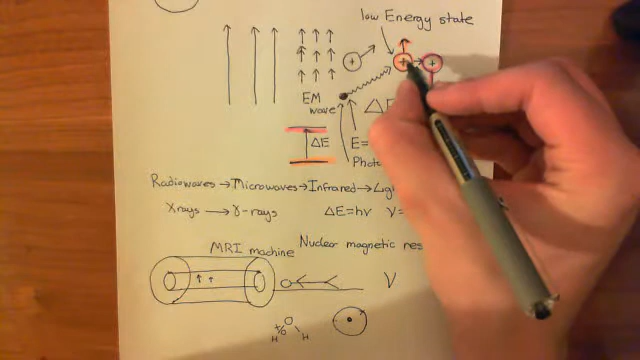 low Energy state
+ + +
EM
wave
ΔE
ΔE E=
Photo
Radiowaves→Microwaves→Infrared→Ligh
Xrays → γ-rays ΔE=hν ν=
MRI machine Nuclear magnetic res
ν
H H